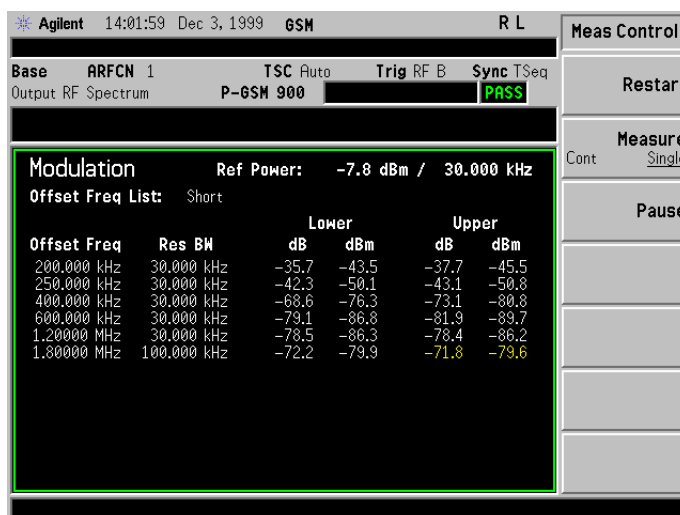 Agilent 14:01:59 Dec 3, 1999 GSM R L
Meas Control
Base ARFCN 1 TSC Auto Trig RF B Sync TSeq
Output RF Spectrum P-GSM 900 PASS
Restar
Measure
Cont Single
Pause
Modulation Ref Power: -7.8 dBm / 30.000 kHz
Offset Freq List: Short
Lower Upper
Offset Freq Res BW dB dBm dB dBm
200.000 kHz 30.000 kHz -35.7 -43.5 -37.7 -45.5
250.000 kHz 30.000 kHz -42.3 -50.1 -43.1 -50.8
400.000 kHz 30.000 kHz -68.6 -76.3 -73.1 -80.8
600.000 kHz 30.000 kHz -79.1 -86.8 -81.9 -89.7
1.20000 MHz 30.000 kHz -78.5 -86.3 -78.4 -86.2
1.80000 MHz 100.000 kHz -72.2 -79.9 -71.8 -79.6